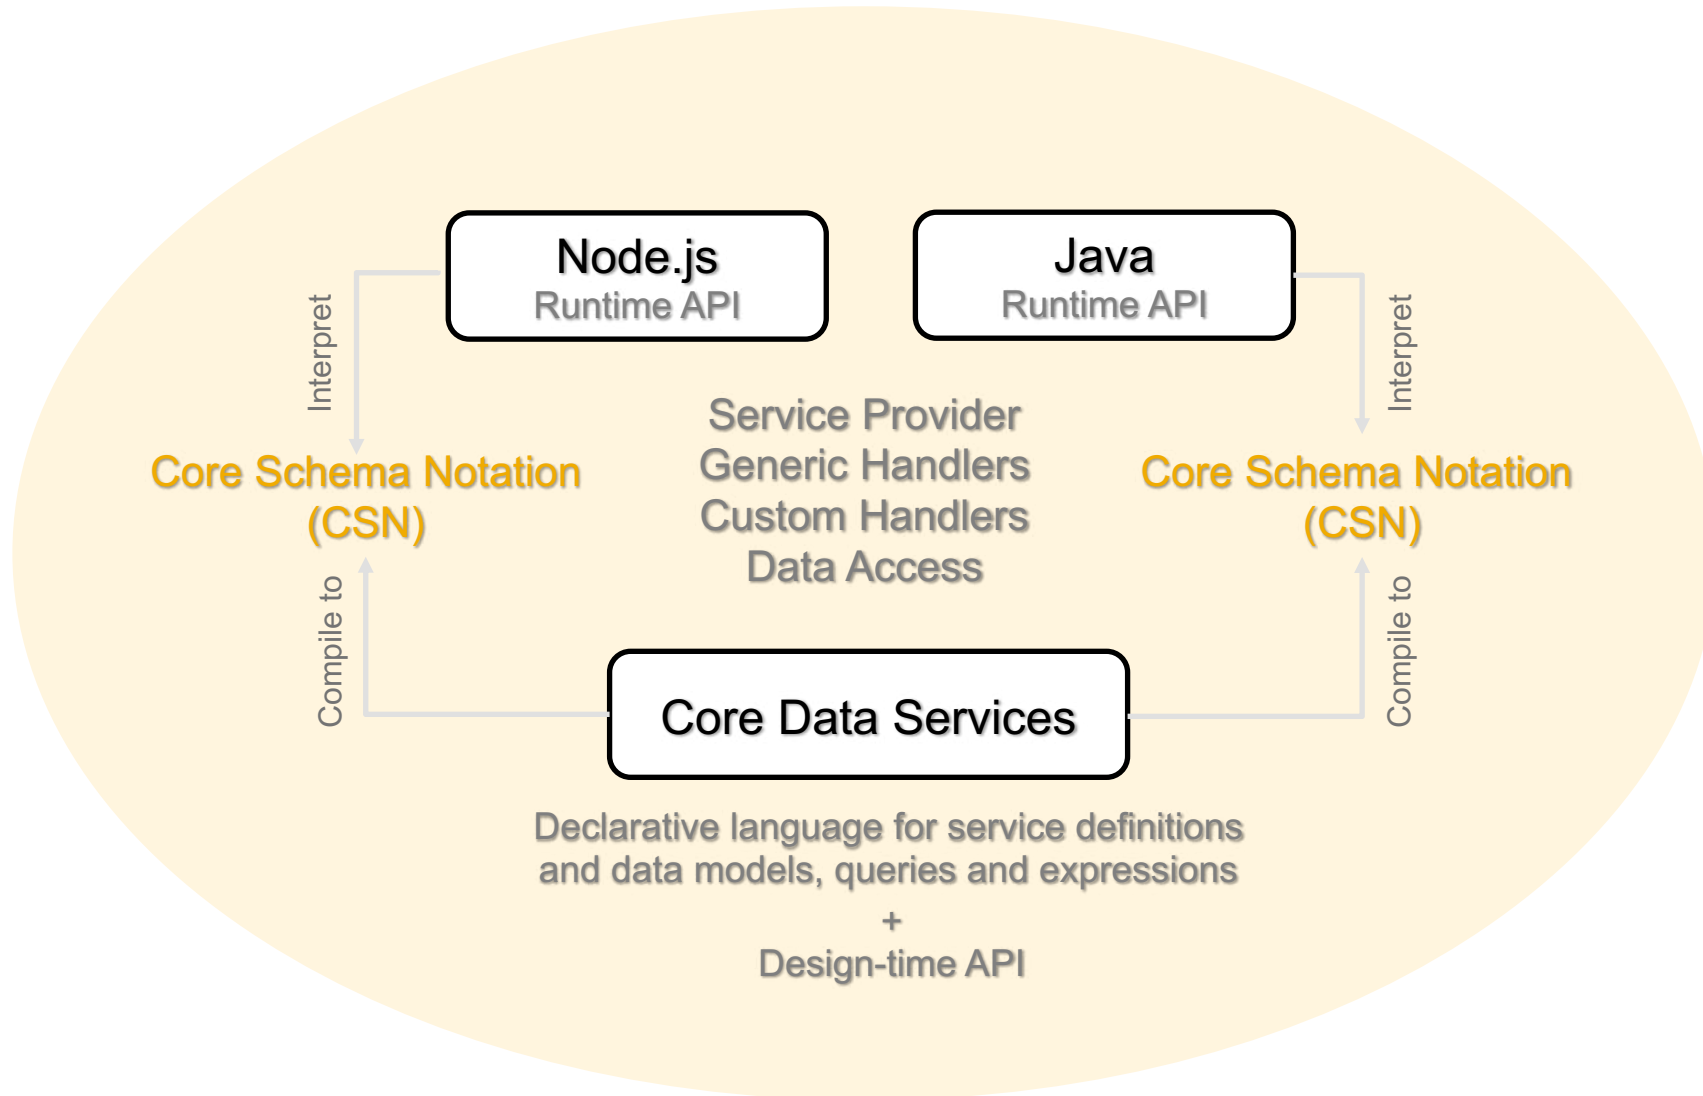 Node.js
Runtime API
Java
Runtime API
Interpret
Interpret
Service Provider
Generic Handlers
Custom Handlers
Data Access
Core Schema Notation
(CSN)
Core Schema Notation
(CSN)
Compile to
Compile to
Core Data Services
Declarative language for service definitions
and data models, queries and expressions
+
Design-time API